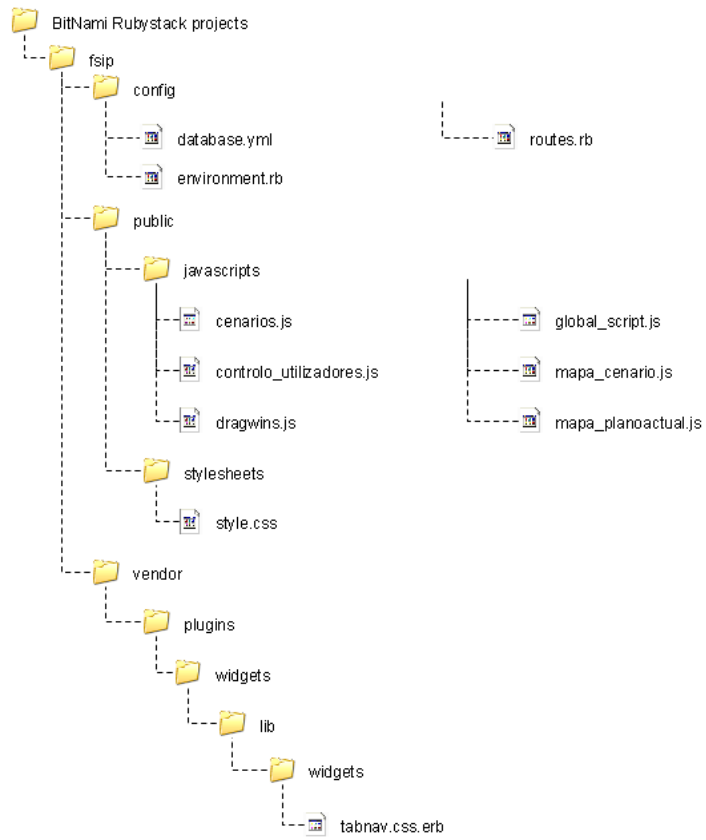 BitNami Rubystack projects
fsip
config
database.yml
routes.rb
environment.rb
public
javascripts
cenarios.js
global_script.js
controlo_utilizadores.js
mapa_cenario.js
dragwins.js
mapa_planoactual.js
stylesheets
style.css
vendor
plugins
widgets
lib
widgets
tabnav.css.erb